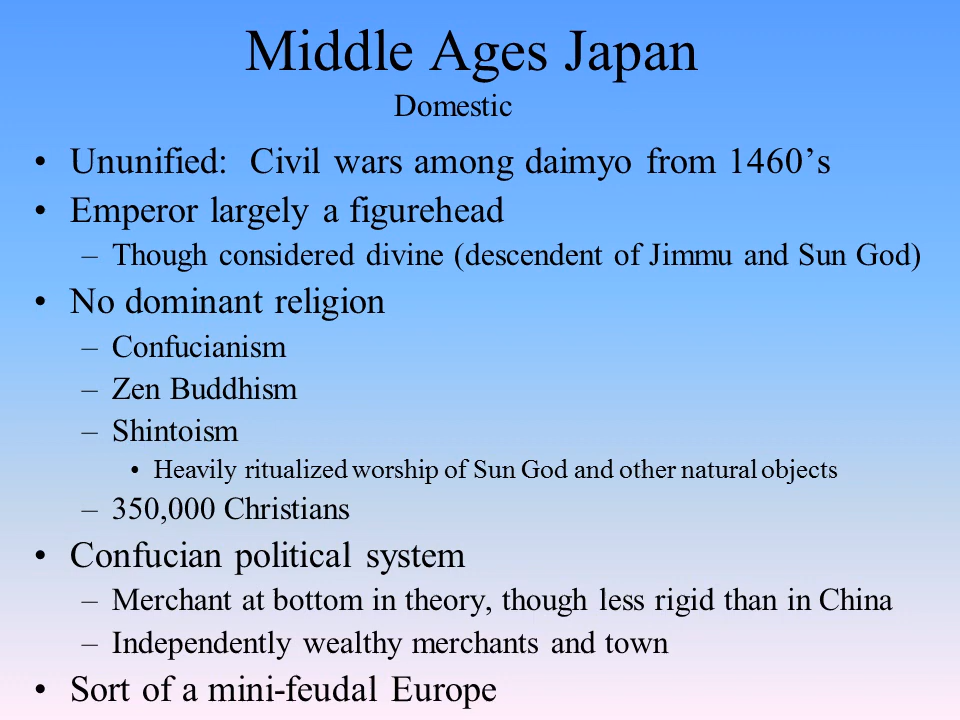 Middle Ages Japan
Domestic
• Ununified:  Civil wars among daimyo from 1460’s
• Emperor largely a figurehead
– Though considered divine (descendent of Jimmu and Sun God)
• No dominant religion
– Confucianism
– Zen Buddhism
– Shintoism
• Heavily ritualized worship of Sun God and other natural objects
– 350,000 Christians
• Confucian political system
– Merchant at bottom in theory, though less rigid than in China
– Independently wealthy merchants and town
• Sort of a mini-feudal Europe